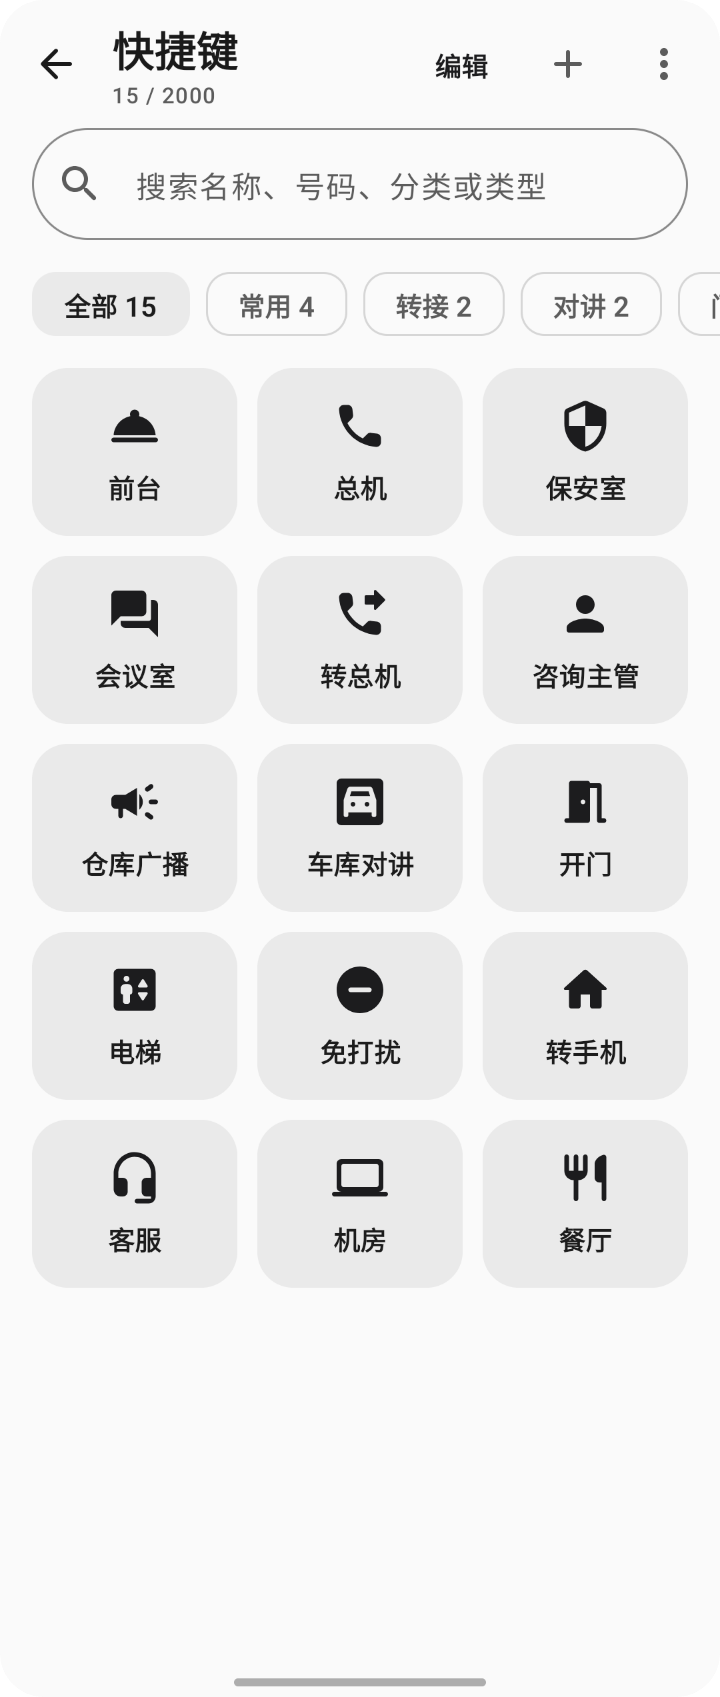 快捷键
15 / 2000
编辑
搜索名称、号码、分类或类型
全部 15
常用 4
转接 2
对讲 2
前台
总机
保安室
会议室
转总机
咨询主管
仓库广播
车库对讲
开门
电梯
免打扰
转手机
客服
机房
餐厅